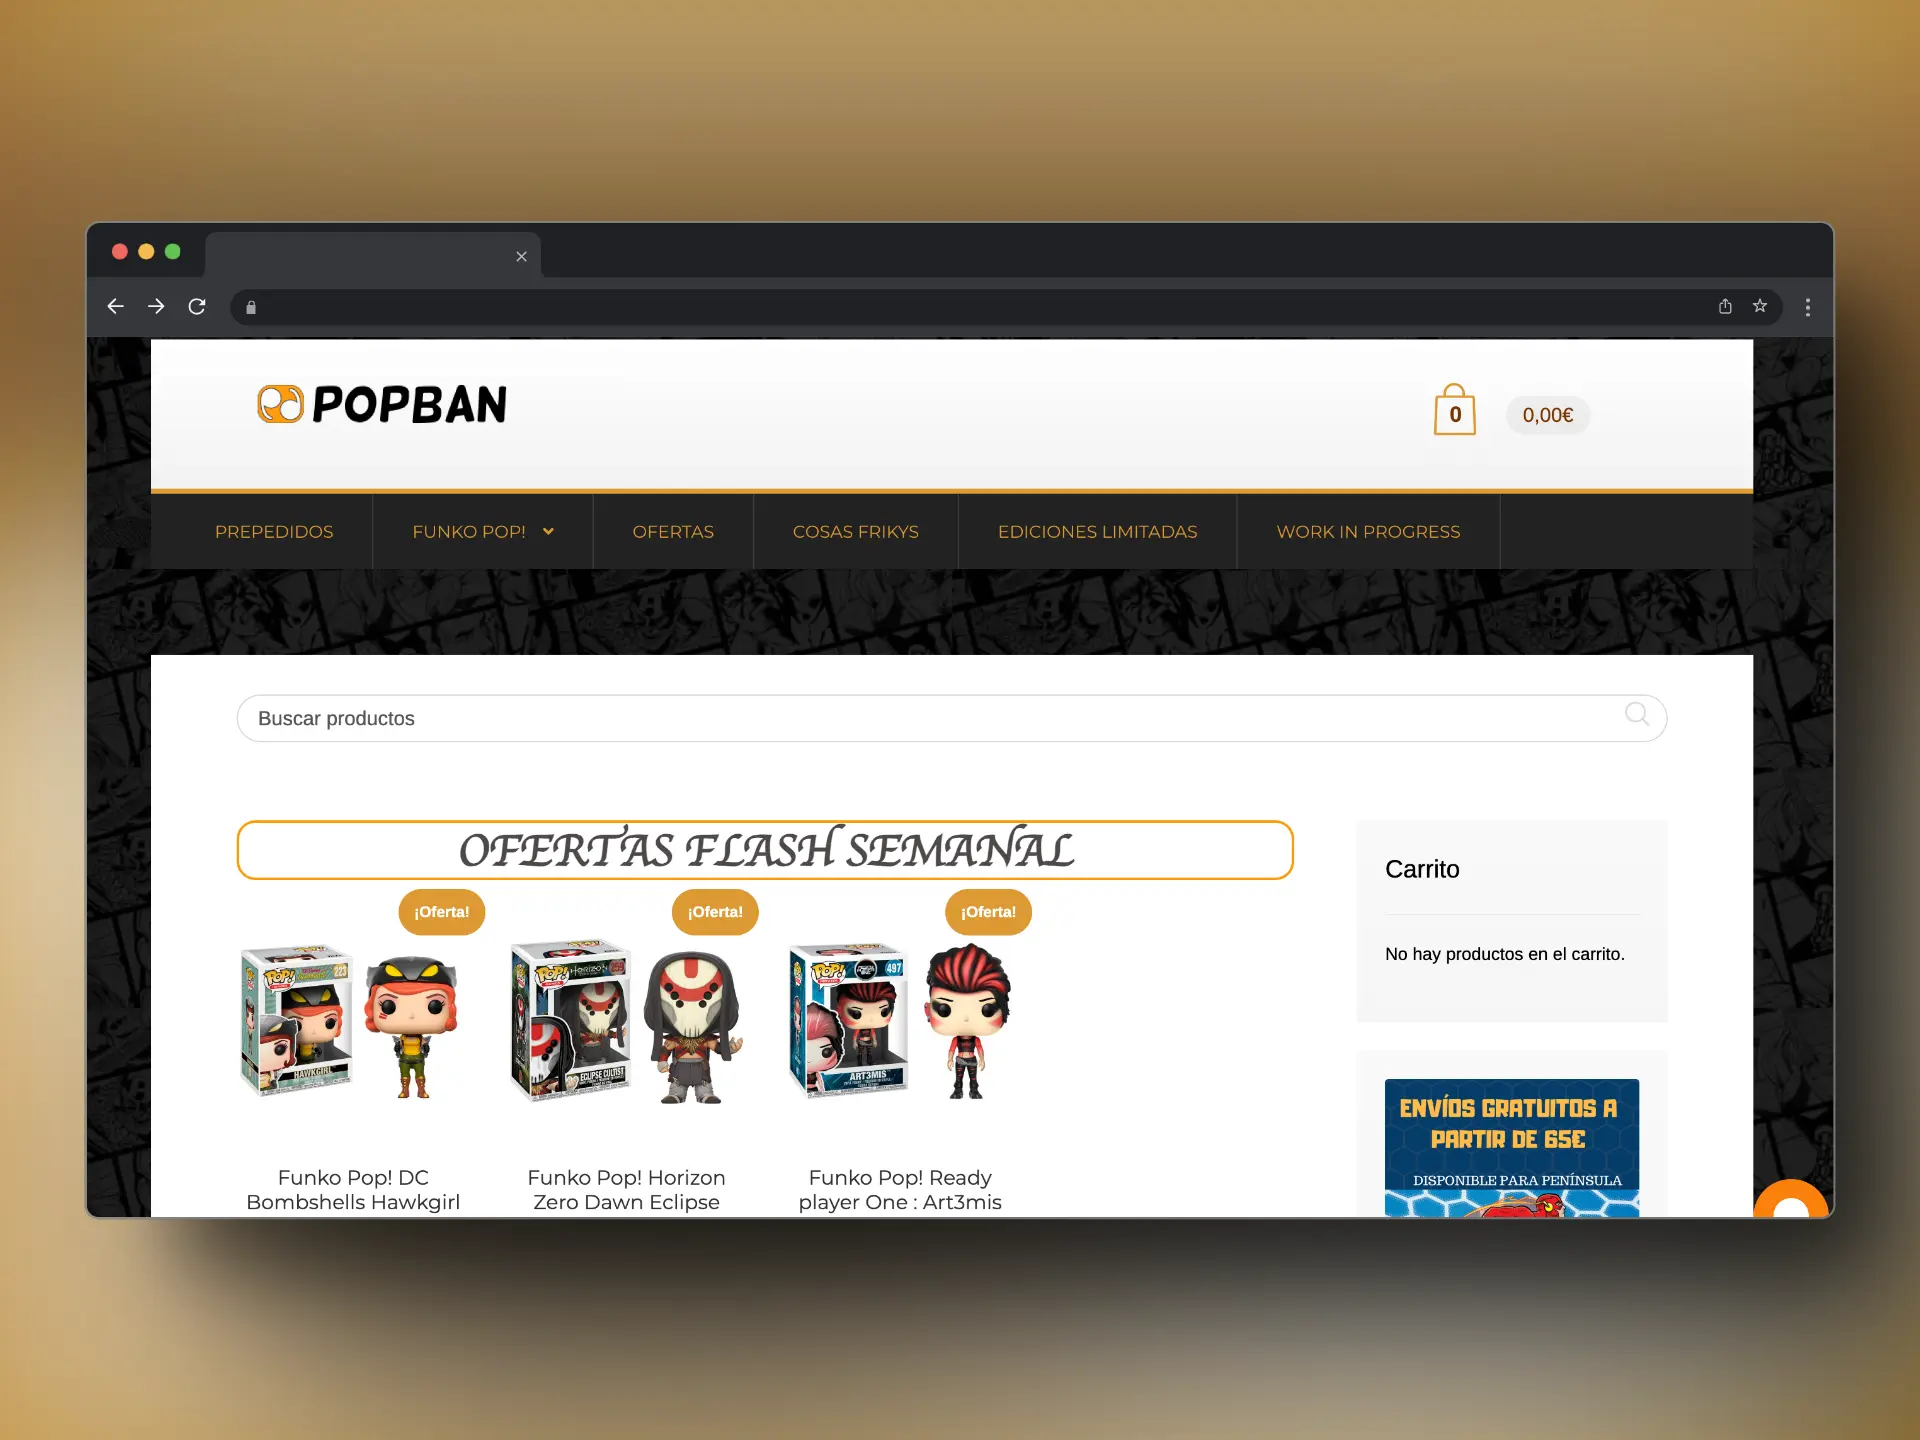 POPBAN
0
0,00€
PREPEDIDOS
FUNKO POP!
OFERTAS
COSAS FRIKYS
EDICIONES LIMITADAS
WORK IN PROGRESS
Buscar productos
OFERTAS FLASH SEMANAL
Carrito
No hay productos en el carrito.
¡Oferta!
¡Oferta!
¡Oferta!
POP!
223
HAWKGIRL
POP!
HORIZON
ECLIPSE CULTIST
POP!
497
ART3MIS
Funko Pop! DC
Bombshells Hawkgirl
Funko Pop! Horizon
Zero Dawn Eclipse
Funko Pop! Ready
player One : Art3mis
ENVÍOS GRATUITOS A
PARTIR DE 65€
DISPONIBLE PARA PENÍNSULA